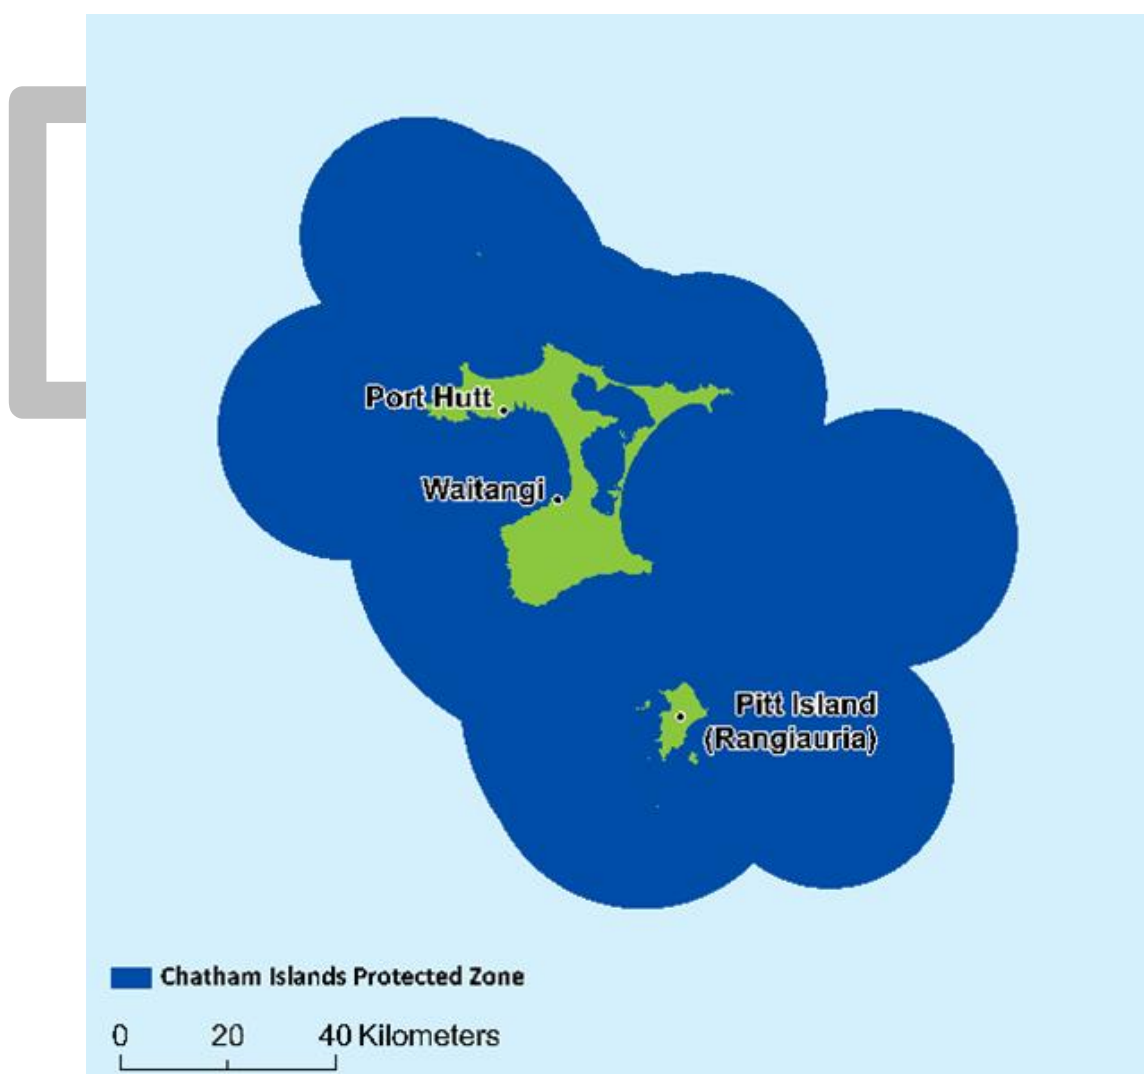 Port Hutt
Waitangi
Pitt Island
(Rangiauria)
Chatham Islands Protected Zone
0 20 40 Kilometers